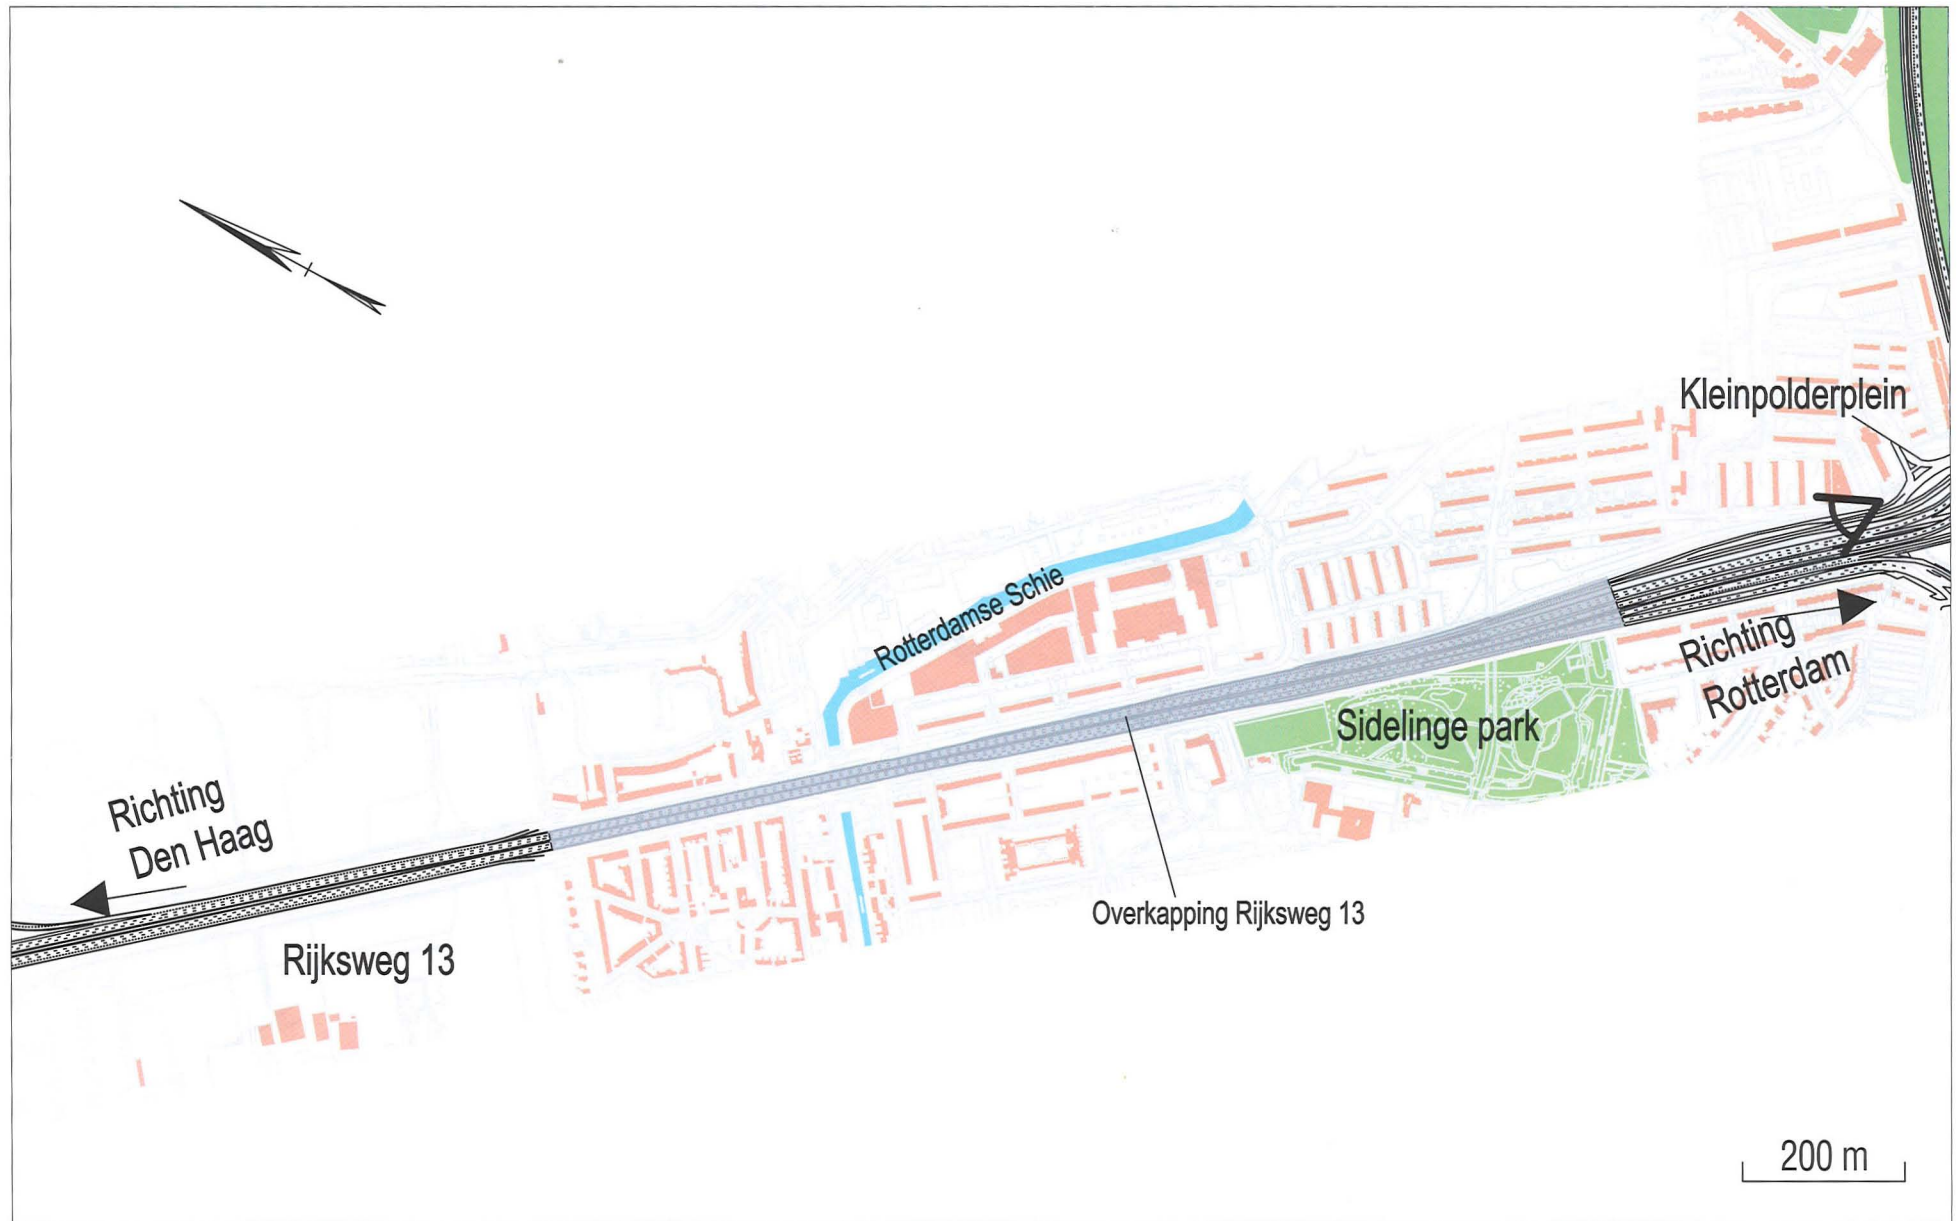 Kleinpolderplein
Rotterdamse Schie
Richting
Rotterdam
Sidelinge park
Richting
Den Haag
Overkapping Rijksweg 13
Rijksweg 13
200 m